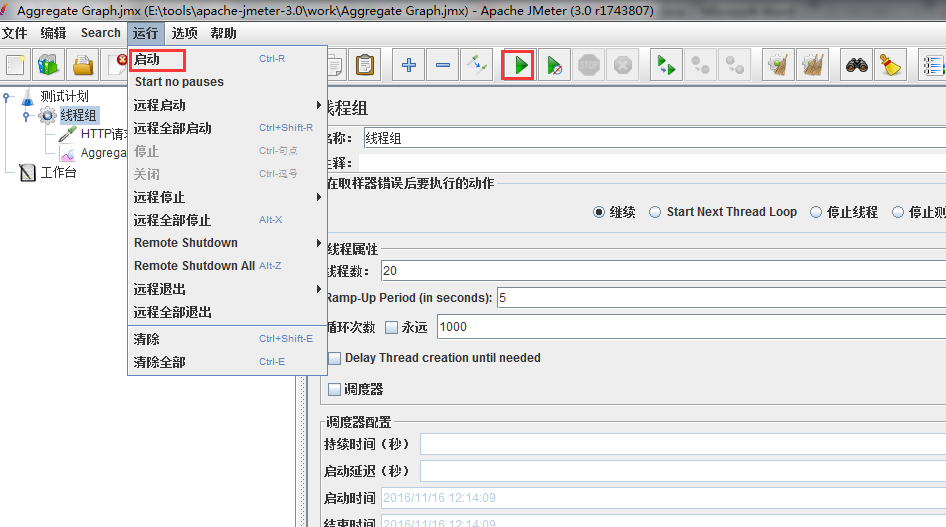 Aggregate Graph.jmx (E:\tools\apache-jmeter-3.0\work\Aggregate Graph.jmx) - Apache JMeter (3.0 r1743807)
文件 编辑 Search 运行 选项 帮助
启动 Ctrl-R
Start no pauses
远程启动
远程全部启动 Ctrl+Shift-R
停止 Ctrl-句点
关闭 Ctrl-逗号
远程停止
远程全部停止 Alt-X
Remote Shutdown
Remote Shutdown All Alt-Z
远程退出
远程全部退出
清除 Ctrl+Shift-E
清除全部 Ctrl-E
测试计划
线程组
HTTP请求
Aggrega
工作台
线程组
名称： 线程组
注释：
在取样器错误后要执行的动作
继续 Start Next Thread Loop 停止线程 停止测
线程属性
线程数： 20
Ramp-Up Period (in seconds): 5
循环次数 永远 1000
Delay Thread creation until needed
调度器
调度器配置
持续时间（秒）
启动延迟（秒）
启动时间 2016/11/16 12:14:09
结束时间 2016/11/16 12:14:09